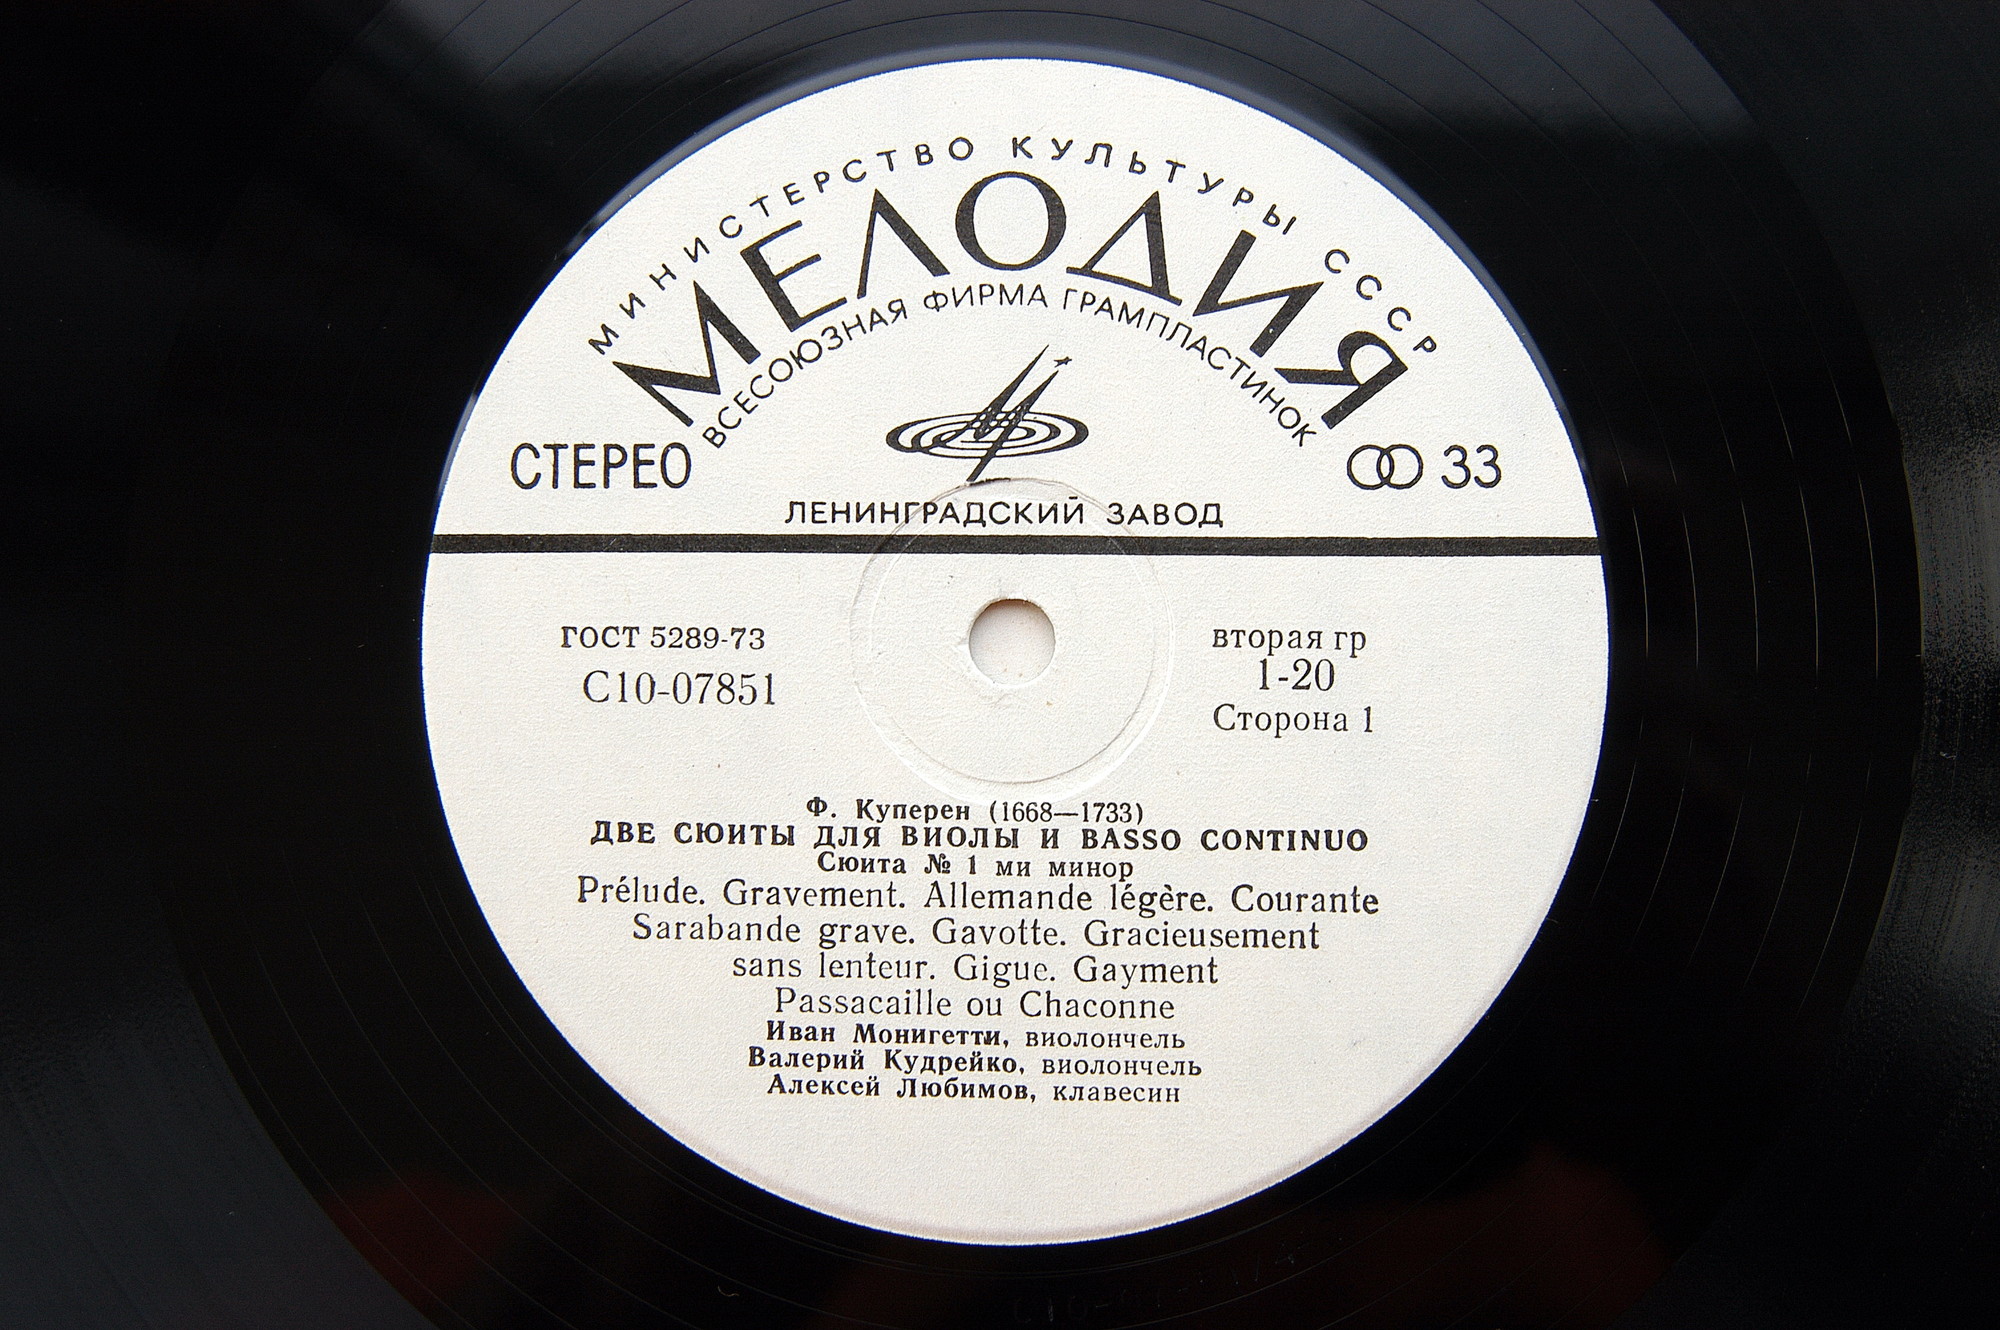 МИНИСТЕРСТВО КУЛЬТУРЫ СССР
МЕЛОДИЯ
ВСЕСОЮЗНАЯ ФИРМА ГРАМПЛАСТИНОК
СТЕРЕО
33
ЛЕНИНГРАДСКИЙ ЗАВОД
ГОСТ 5289-73
С10-07851
вторая гр
1-20
Сторона 1
Ф. Куперен (1668—1733)
ДВЕ СЮИТЫ ДЛЯ ВИОЛЫ И BASSO CONTINUO
Сюита № 1 ми минор
Prélude. Gravement. Allemande légère. Courante
Sarabande grave. Gavotte. Gracieusement
sans lenteur. Gigue. Gayment
Passacaille ou Chaconne
Иван Монигетти, виолончель
Валерий Кудрейко, виолончель
Алексей Любимов, клавесин